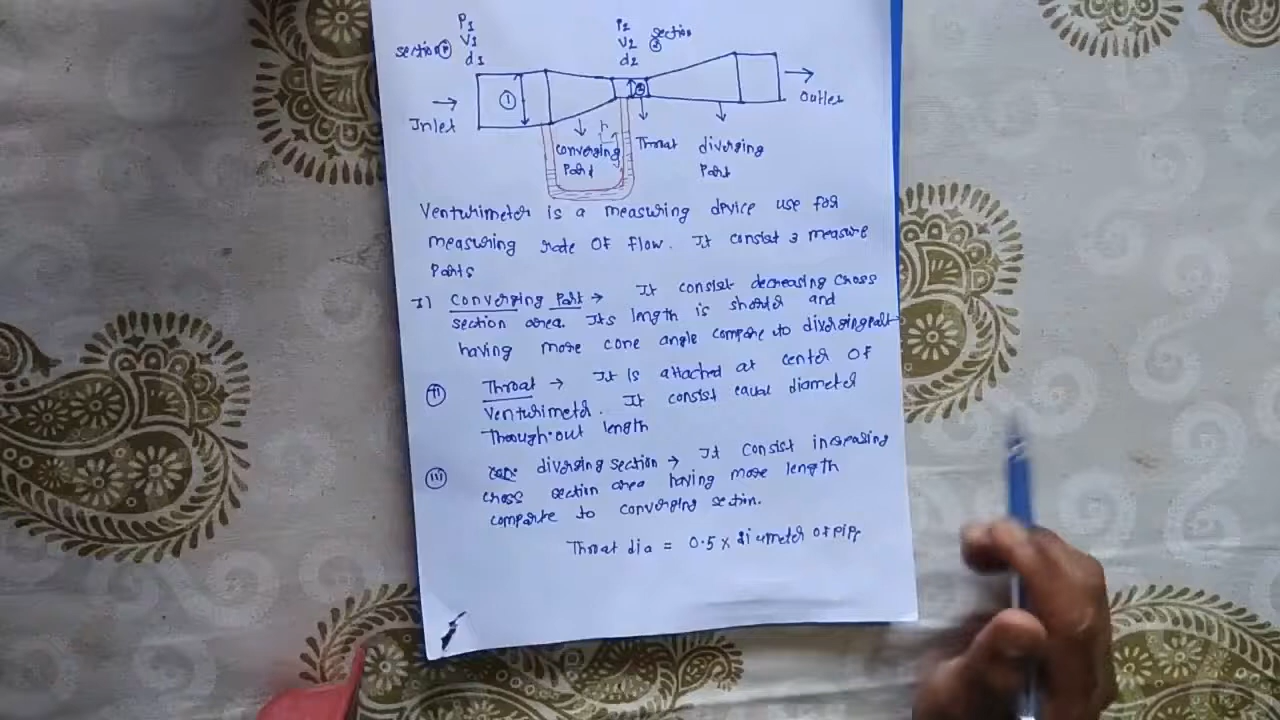 P1
V1
d1
section ①
P2
V2
d2
section ②
①
②
Inlet
Outlet
h
converging
Part
Throat
diverging
Part
Venturimeter is a measuring device use for
measuring rate of flow. It consist 3 measure
Parts
I) Converging Part → It consist decreasing cross
section area. Its length is shorter and
having more cone angle compare to diverging part
II) Throat → It is attached at center of
Venturimeter. It consist equal diameter
Through-out length
III) diverging section → It consist increasing
cross section area having more length
compare to converging section.
Throat dia = 0.5 x diameter of pipe